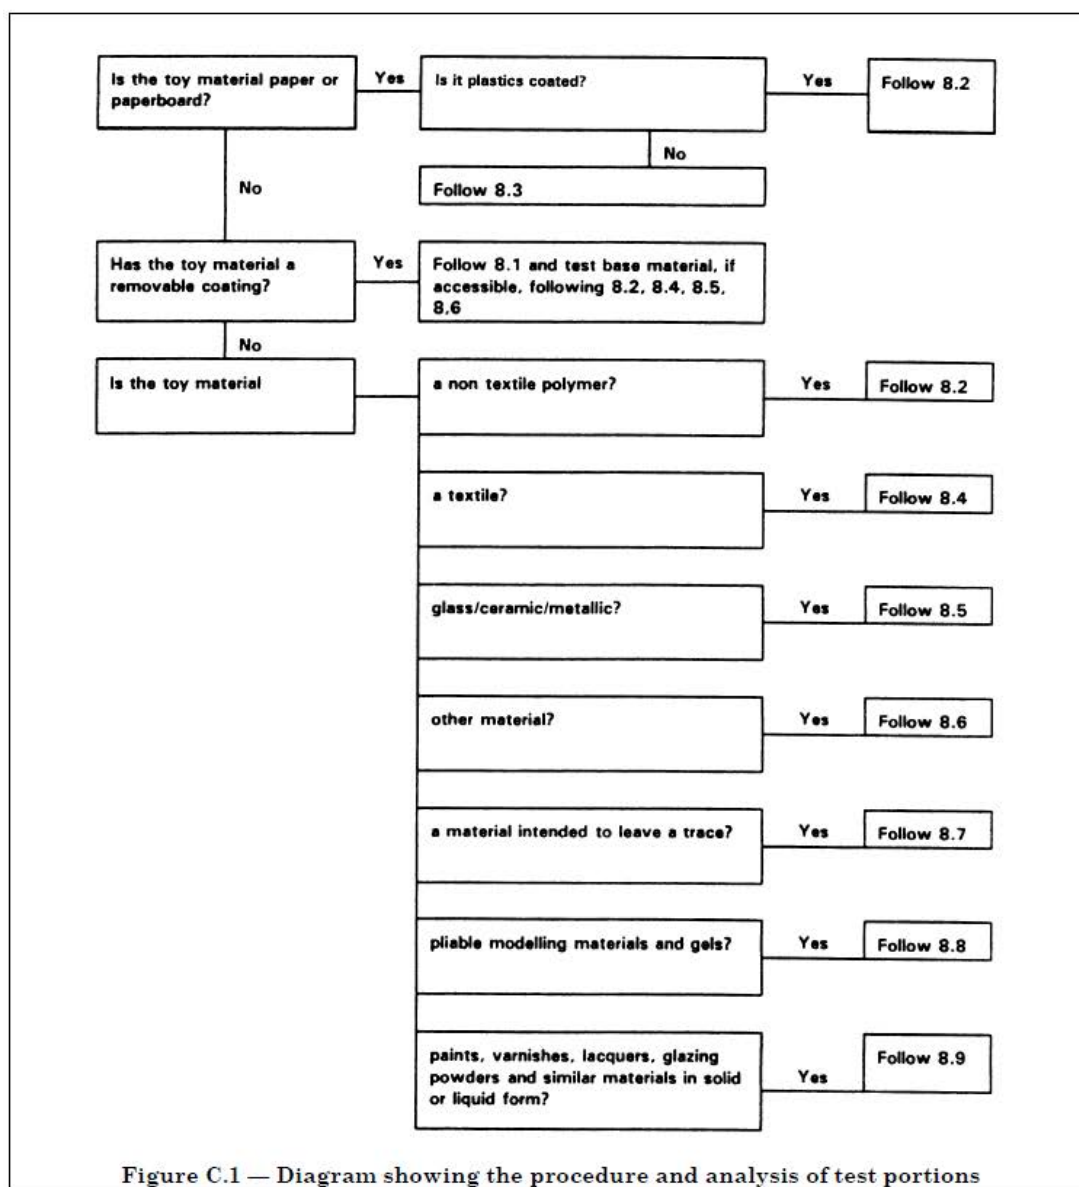 Is the toy material paper or
paperboard?
Yes
Is it plastics coated?
Yes
Follow 8.2
No
Follow 8.3
No
Has the toy material a
removable coating?
Yes
Follow 8.1 and test base material, if
accessible, following 8.2, 8.4, 8.5,
8.6
No
Is the toy material
a non textile polymer?
Yes
Follow 8.2
a textile?
Yes
Follow 8.4
glass/ceramic/metallic?
Yes
Follow 8.5
other material?
Yes
Follow 8.6
a material intended to leave a trace?
Yes
Follow 8.7
pliable modelling materials and gels?
Yes
Follow 8.8
paints, varnishes, lacquers, glazing
powders and similar materials in solid
or liquid form?
Yes
Follow 8.9
Figure C.1 — Diagram showing the procedure and analysis of test portions